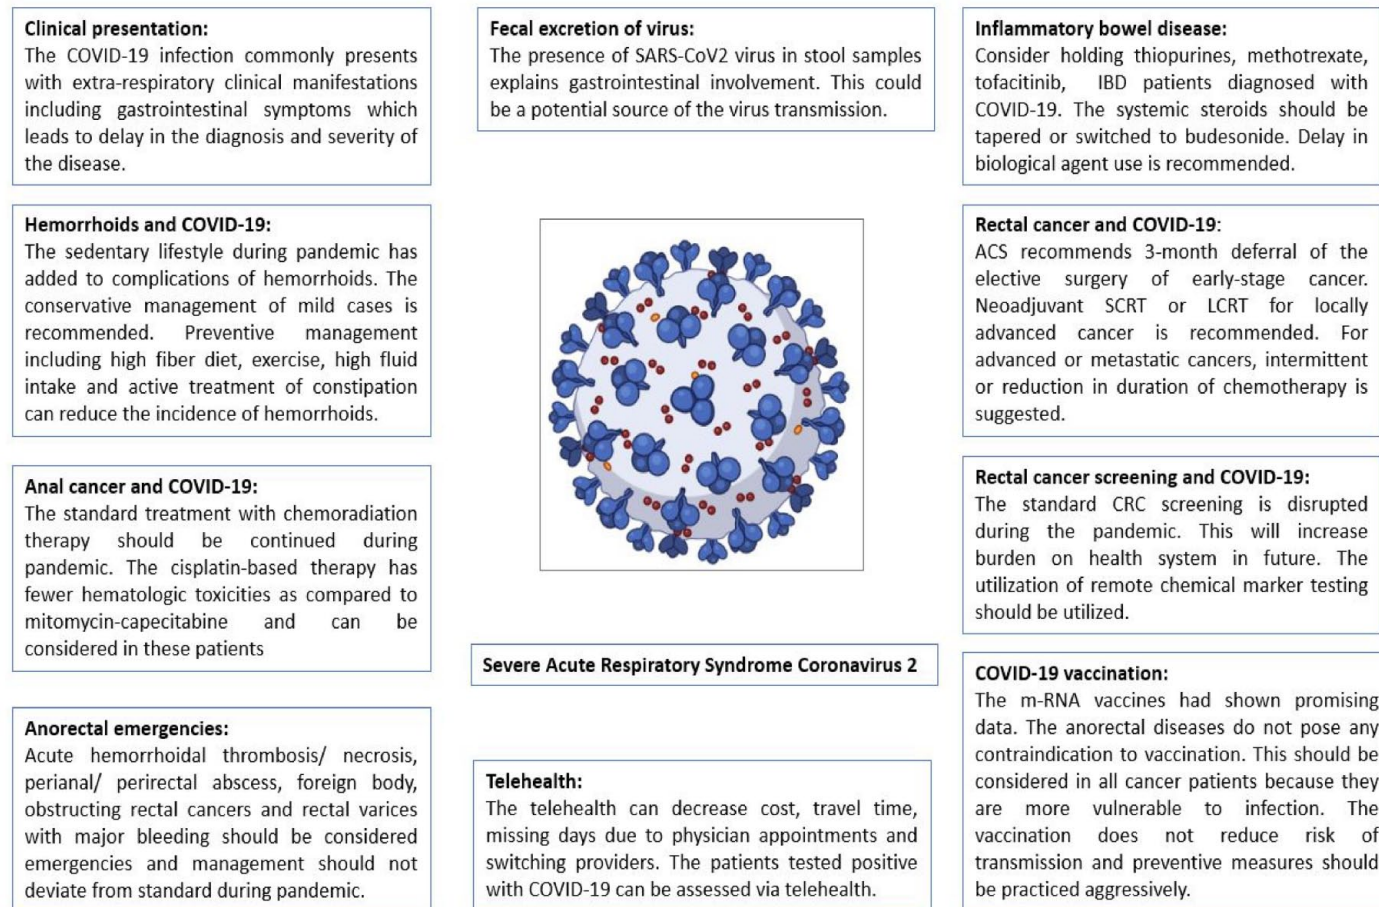 Clinical presentation:
The COVID-19 infection commonly presents
with extra-respiratory clinical manifestations
including gastrointestinal symptoms which
leads to delay in the diagnosis and severity of
the disease.
Hemorrhoids and COVID-19:
The sedentary lifestyle during pandemic has
added to complications of hemorrhoids. The
conservative management of mild cases is
recommended. Preventive management
including high fiber diet, exercise, high fluid
intake and active treatment of constipation
can reduce the incidence of hemorrhoids.
Anal cancer and COVID-19:
The standard treatment with chemoradiation
therapy should be continued during
pandemic. The cisplatin-based therapy has
fewer hematologic toxicities as compared to
mitomycin-capecitabine and can be
considered in these patients
Anorectal emergencies:
Acute hemorrhoidal thrombosis/ necrosis,
perianal/ perirectal abscess, foreign body,
obstructing rectal cancers and rectal varices
with major bleeding should be considered
emergencies and management should not
deviate from standard during pandemic.
Fecal excretion of virus:
The presence of SARS-CoV2 virus in stool samples
explains gastrointestinal involvement. This could
be a potential source of the virus transmission.
Severe Acute Respiratory Syndrome Coronavirus 2
Telehealth:
The telehealth can decrease cost, travel time,
missing days due to physician appointments and
switching providers. The patients tested positive
with COVID-19 can be assessed via telehealth.
Inflammatory bowel disease:
Consider holding thiopurines, methotrexate,
tofacitinib, IBD patients diagnosed with
COVID-19. The systemic steroids should be
tapered or switched to budesonide. Delay in
biological agent use is recommended.
Rectal cancer and COVID-19:
ACS recommends 3-month deferral of the
elective surgery of early-stage cancer.
Neoadjuvant SCRT or LCRT for locally
advanced cancer is recommended. For
advanced or metastatic cancers, intermittent
or reduction in duration of chemotherapy is
suggested.
Rectal cancer screening and COVID-19:
The standard CRC screening is disrupted
during the pandemic. This will increase
burden on health system in future. The
utilization of remote chemical marker testing
should be utilized.
COVID-19 vaccination:
The m-RNA vaccines had shown promising
data. The anorectal diseases do not pose any
contraindication to vaccination. This should be
considered in all cancer patients because they
are more vulnerable to infection. The
vaccination does not reduce risk of
transmission and preventive measures should
be practiced aggressively.